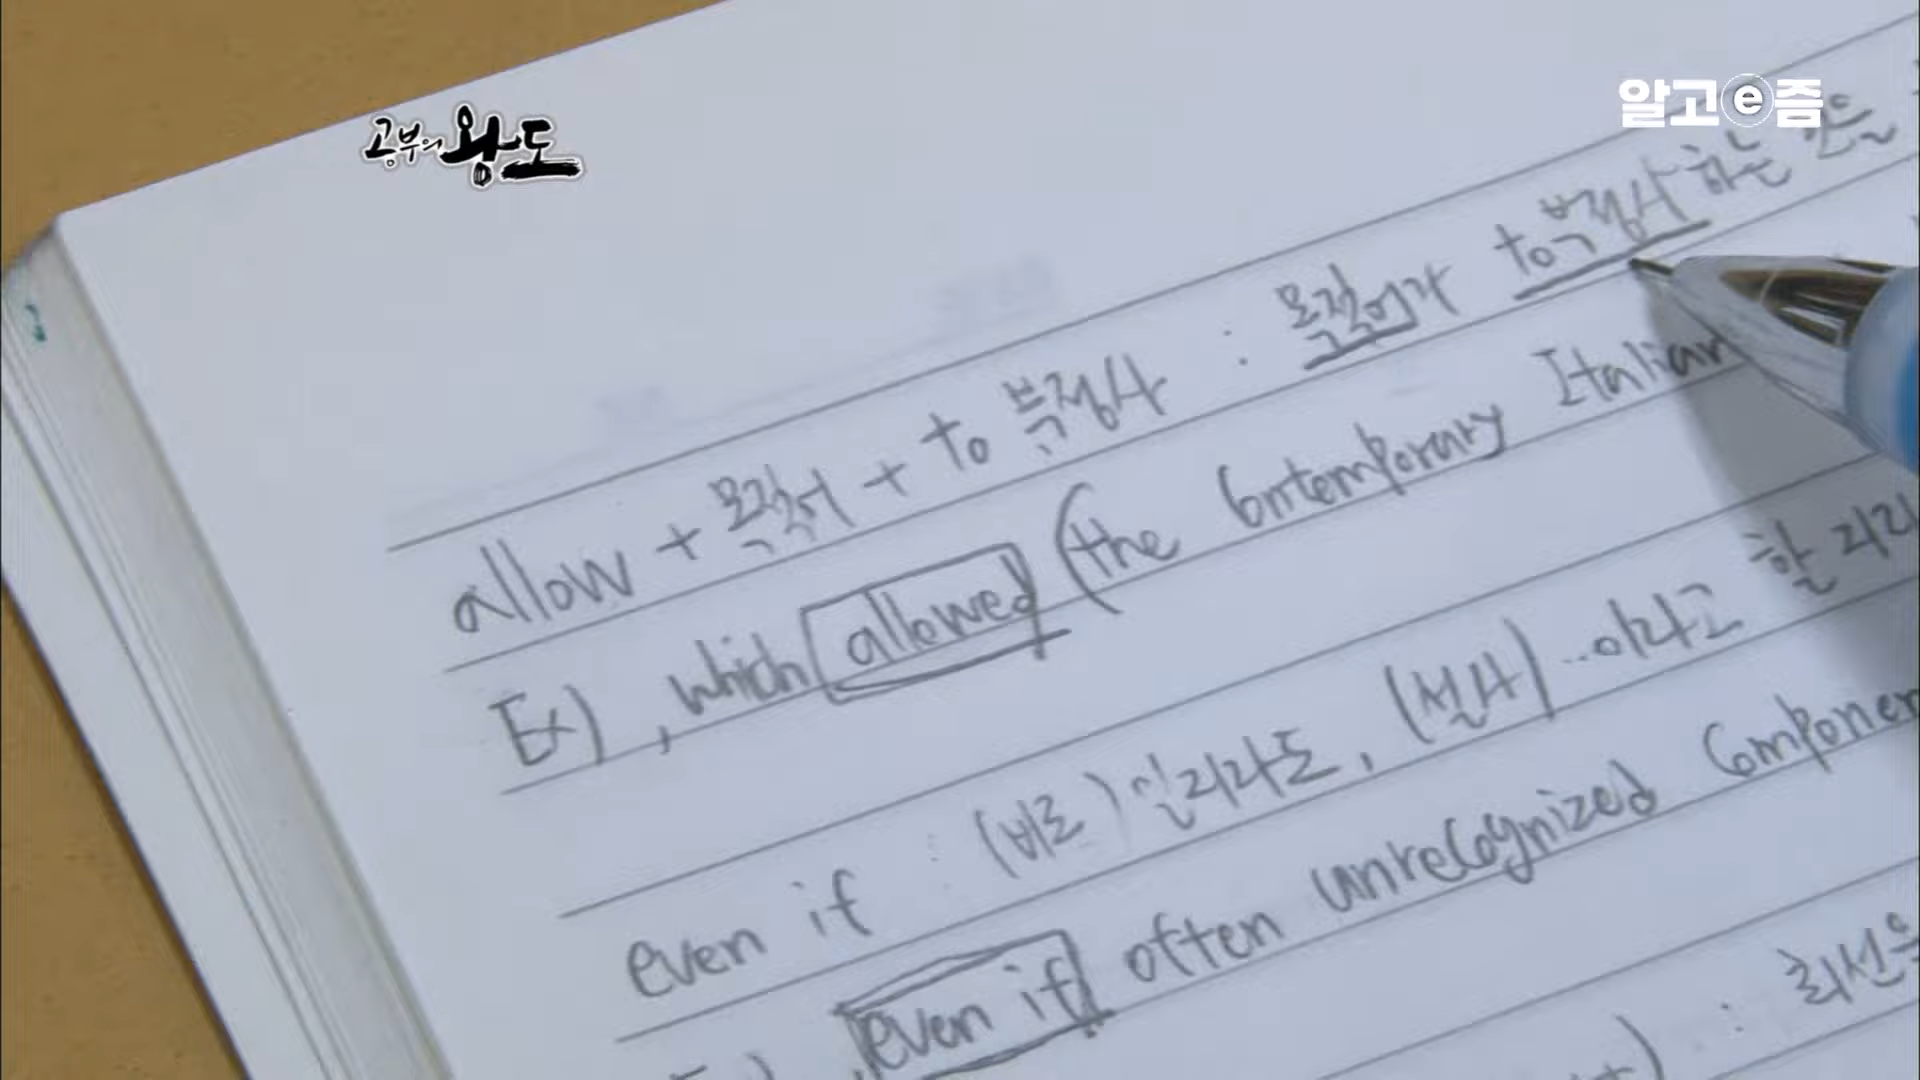 공부의 왕도
알고e즘
allow + 목적어 + to 부정사 : 목적어가 to부정사 하는 것을
Ex) , which allowed (the contemporary Italian
even if : (비록) 일지라도, (설사) ...이라고 할지라
, even if often unrecognized componen
: 최선을